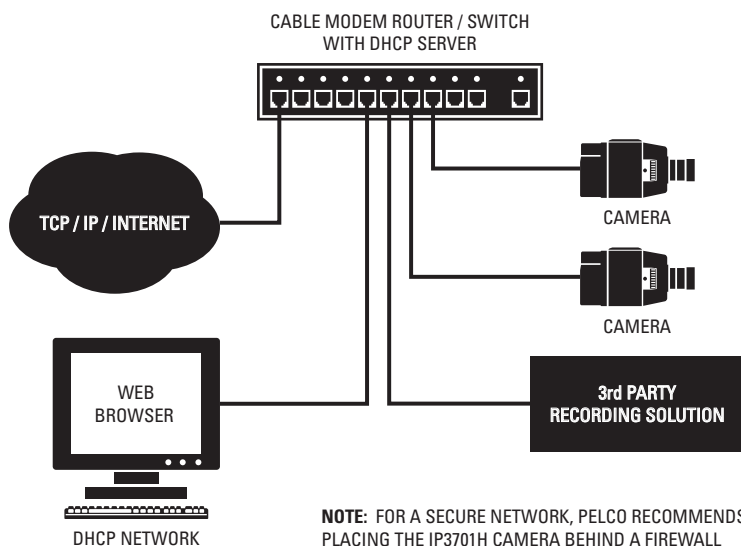 CABLE MODEM ROUTER / SWITCH
WITH DHCP SERVER
TCP / IP / INTERNET
CAMERA
CAMERA
WEB
BROWSER
3rd PARTY
RECORDING SOLUTION
DHCP NETWORK
NOTE: FOR A SECURE NETWORK, PELCO RECOMMENDS
PLACING THE IP3701H CAMERA BEHIND A FIREWALL